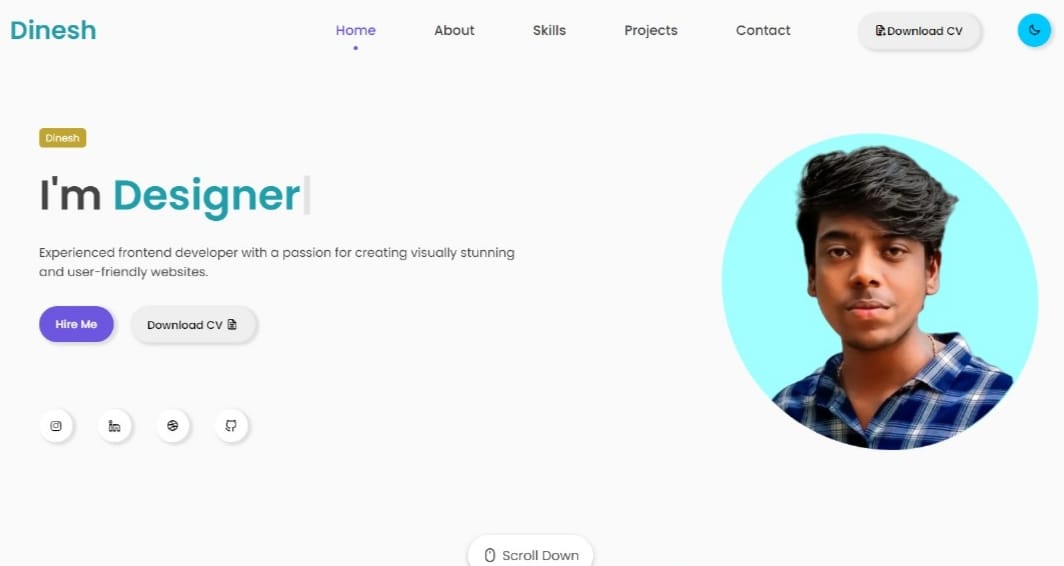 Dinesh
Home
About
Skills
Projects
Contact
Download CV
Dinesh
I'm Designer
Experienced frontend developer with a passion for creating visually stunning
and user-friendly websites.
Hire Me
Download CV
Scroll Down